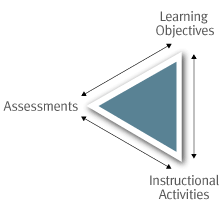 Learning
Objectives
Assessments
Instructional
Activities